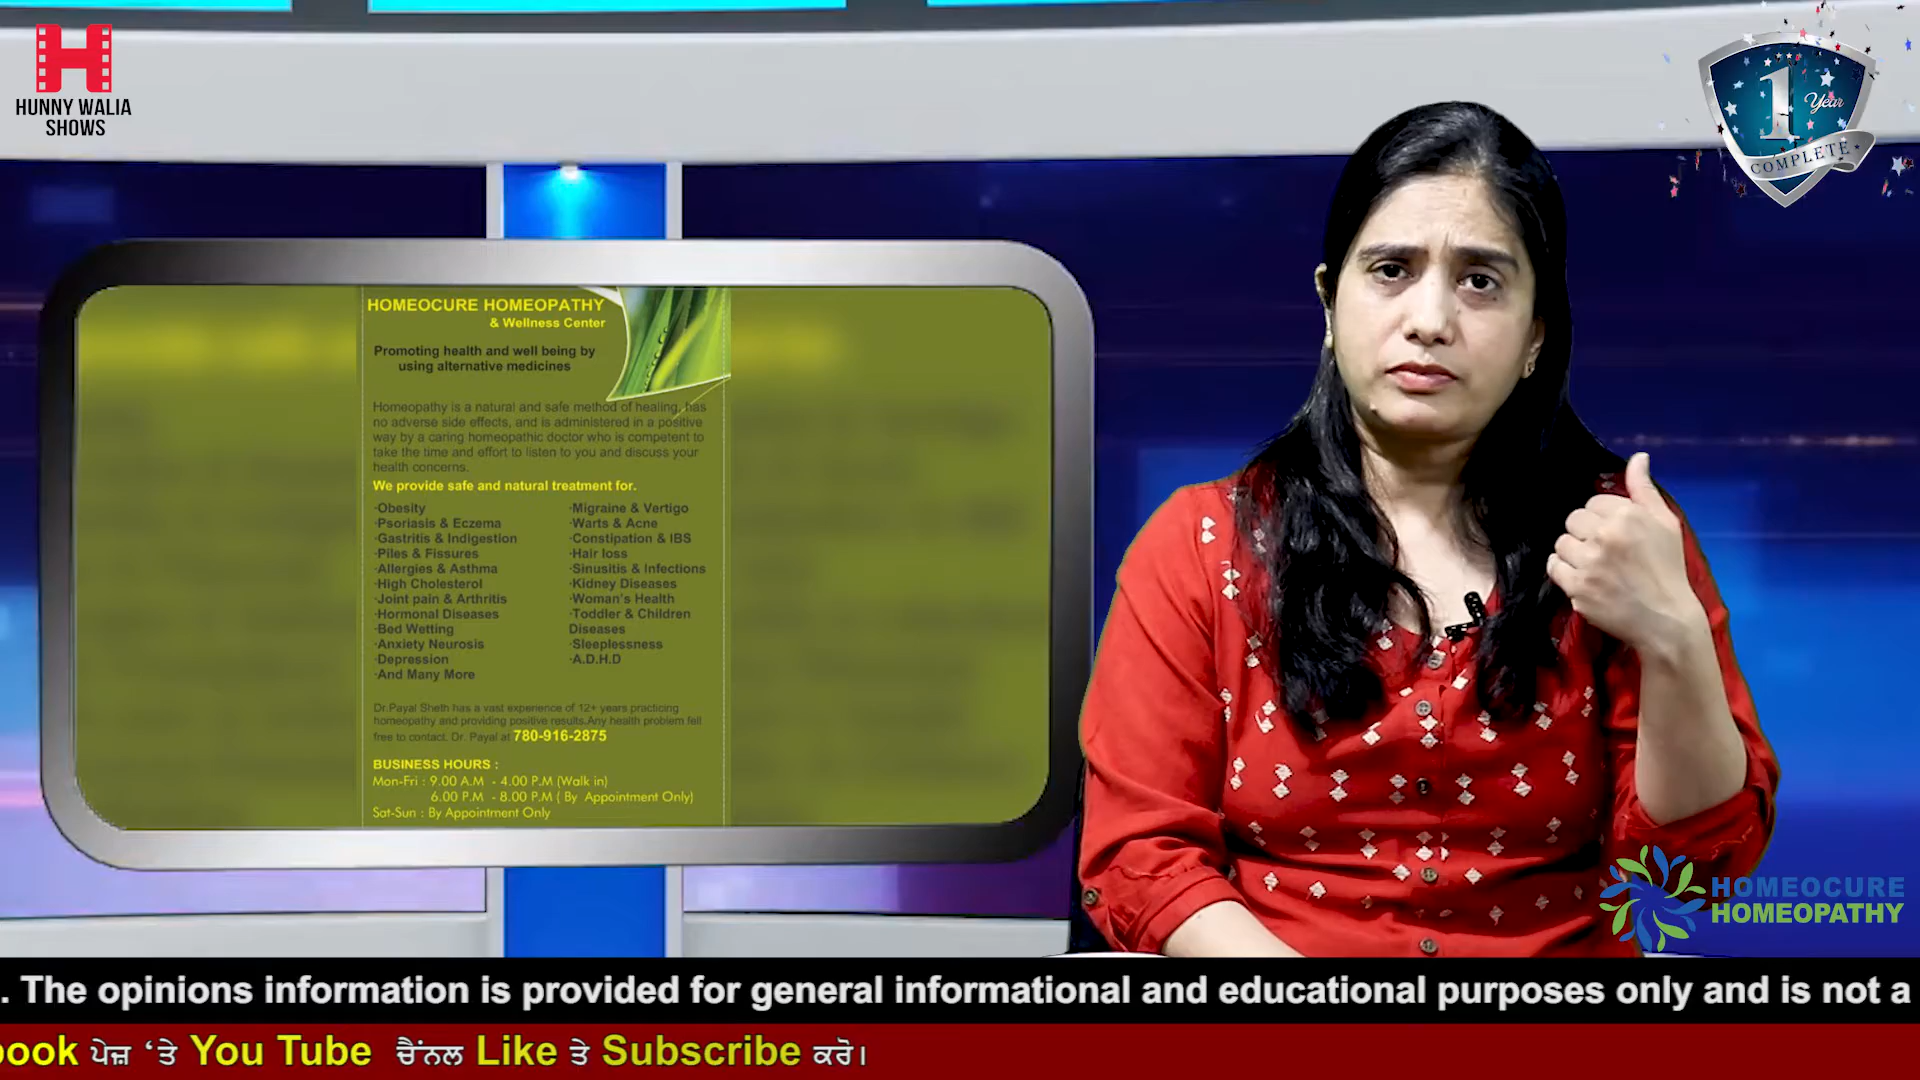 HUNNY WALIA
SHOWS
1
Year
COMPLETE
HOMEOCURE HOMEOPATHY
& Wellness Center
Promoting health and well being by
using alternative medicines
Homeopathy is a natural and safe method of healing, has
no adverse side effects, and is administered in a positive
way by a caring homeopathic doctor who is competent to
take the time and effort to listen to you and discuss your
health concerns.
We provide safe and natural treatment for.
·Obesity
·Psoriasis & Eczema
·Gastritis & Indigestion
·Piles & Fissures
·Allergies & Asthma
·High Cholesterol
·Joint pain & Arthritis
·Hormonal Diseases
·Bed Wetting
·Anxiety Neurosis
·Depression
·And Many More
·Migraine & Vertigo
·Warts & Acne
·Constipation & IBS
·Hair loss
·Sinusitis & Infections
·Kidney Diseases
·Woman's Health
·Toddler & Children
Diseases
·Sleeplessness
·A.D.H.D
Dr.Payal Sheth has a vast experience of 12+ years practicing
homeopathy and providing positive results.Any health problem fell
free to contact. Dr. Payal at 780-916-2875
BUSINESS HOURS :
Mon-Fri : 9.00 A.M - 4.00 P.M (Walk in)
6.00 P.M - 8.00 P.M ( By Appointment Only)
Sat-Sun : By Appointment Only
HOMEOCURE
HOMEOPATHY
. The opinions information is provided for general informational and educational purposes only and is not a
book ਪੇਜ਼ ‘ਤੇ You Tube ਚੈਂਨਲ Like ਤੇ Subscribe ਕਰੋ।